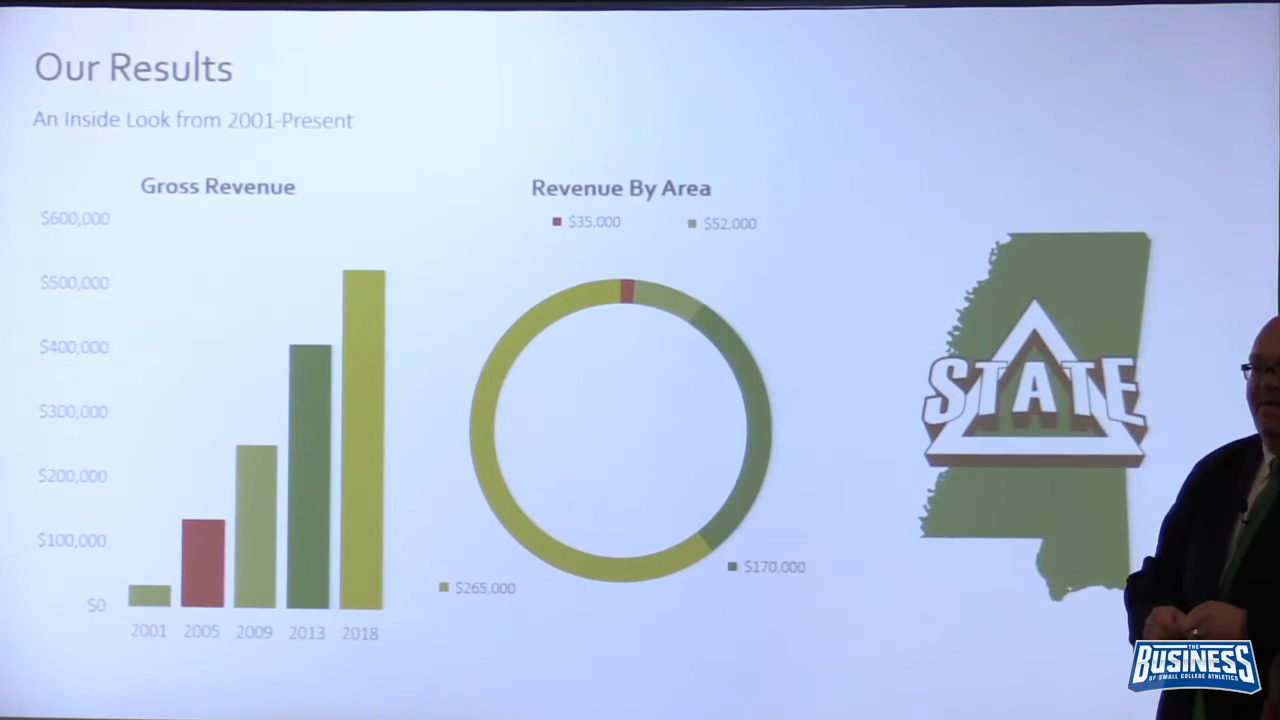 Our Results
An Inside Look from 2001-Present
Gross Revenue
$600,000
$500,000
$400,000
$300,000
$200,000
$100,000
$0
2001 2005 2009 2013 2018
Revenue By Area
$35,000 $52,000
$170,000
$265,000
STATE
THE
BUSINESS
OF SMALL COLLEGE ATHLETICS